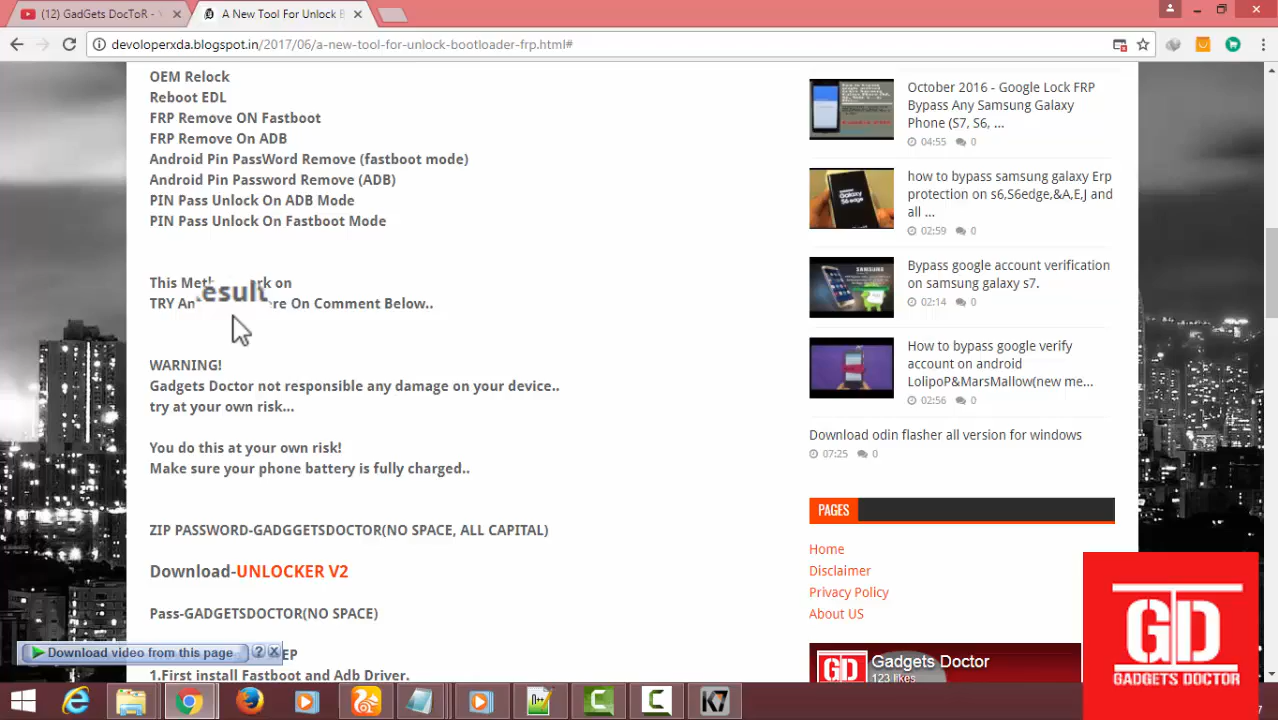 (12) GadGets DocToR -
A New Tool For Unlock B
devoloperxda.blogspot.in/2017/06/a-new-tool-for-unlock-bootloader-frp.html#
OEM Relock
Reboot EDL
FRP Remove ON Fastboot
FRP Remove On ADB
Android Pin PassWord Remove (fastboot mode)
Android Pin Password Remove (ADB)
PIN Pass Unlock On ADB Mode
PIN Pass Unlock On Fastboot Mode
This on
esult
TRY On Comment Below..
WARNING!
Gadgets Doctor not responsible any damage on your device..
try at your own risk...
You do this at your own risk!
Make sure your phone battery is fully charged..
ZIP PASSWORD-GADGGETSDOCTOR(NO SPACE, ALL CAPITAL)
Download-UNLOCKER V2
Pass-GADGETSDOCTOR(NO SPACE)
Download video from this page ? x
EP
1.First install Fastboot and Adb Driver.
October 2016 - Google Lock FRP
Bypass Any Samsung Galaxy
Phone (S7, S6, ...
04:55 0
how to bypass samsung galaxy Erp
protection on s6,S6edge,&A,E,J and
all ...
02:59 0
Bypass google account verification
on samsung galaxy s7.
02:14 0
How to bypass google verify
account on android
LolipoP&MarsMallow(new me...
02:56 0
Download odin flasher all version for windows
07:25 0
PAGES
Home
Disclaimer
Privacy Policy
About US
GD
Gadgets Doctor
123 likes
GD
GADGETS DOCTOR